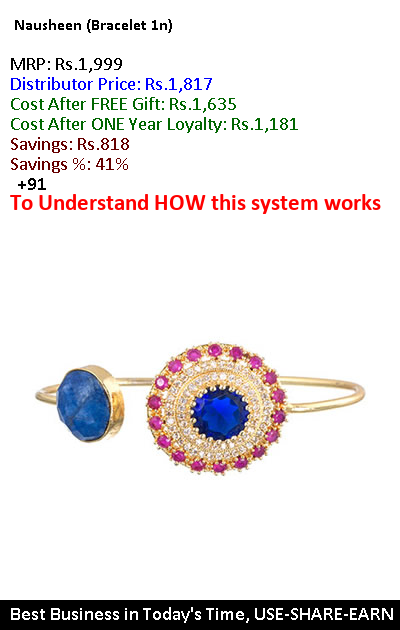 Nausheen (Bracelet 1n)
MRP: Rs.1,999
Distributor Price: Rs.1,817
Cost After FREE Gift: Rs.1,635
Cost After ONE Year Loyalty: Rs.1,181
Savings: Rs.818
Savings %: 41%
+91
To Understand HOW this system works
Best Business in Today's Time, USE-SHARE-EARN